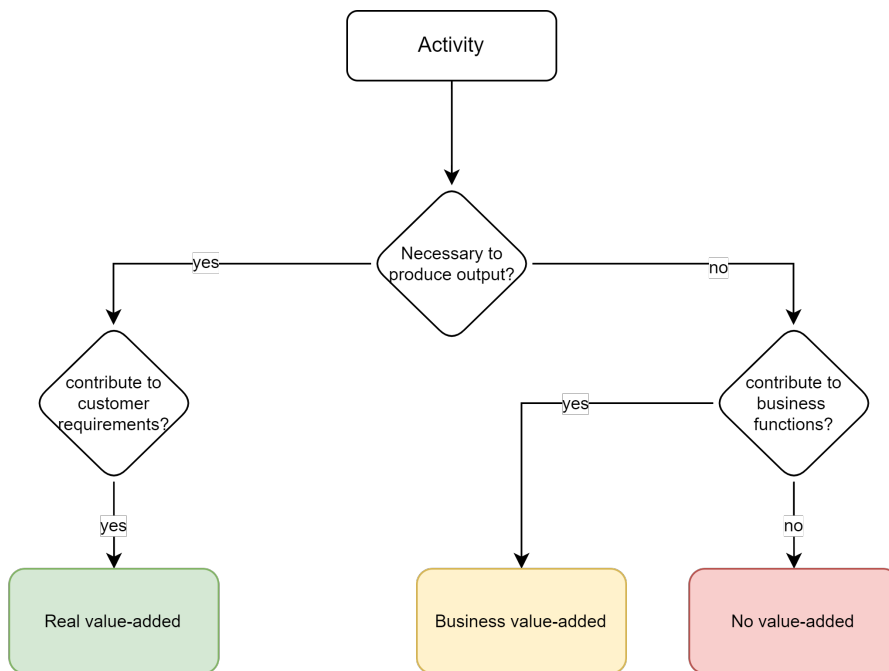 Activity
Necessary to
produce output?
yes
no
contribute to
customer
requirements?
yes
contribute to
business
functions?
yes
no
Real value-added
Business value-added
No value-added